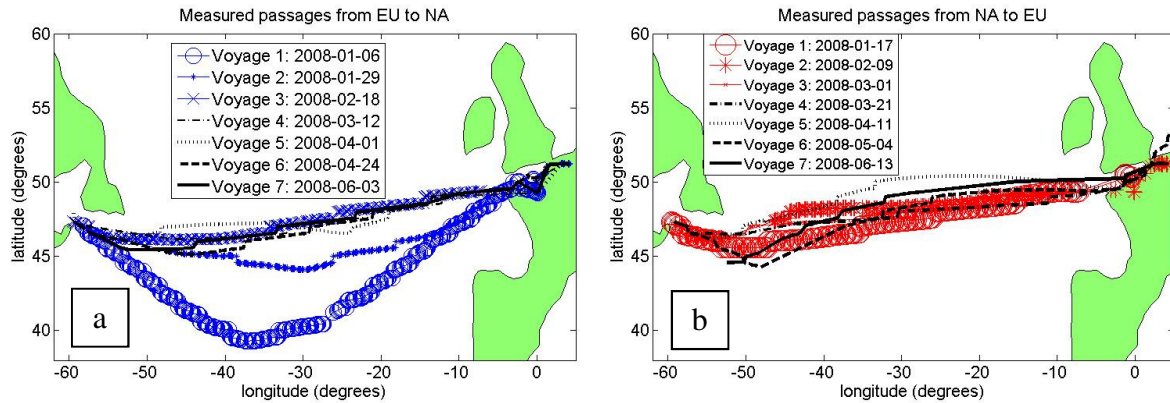 Measured passages from EU to NA
60
55
50
45
40
latitude (degrees)
Voyage 1: 2008-01-06
Voyage 2: 2008-01-29
Voyage 3: 2008-02-18
Voyage 4: 2008-03-12
Voyage 5: 2008-04-01
Voyage 6: 2008-04-24
Voyage 7: 2008-06-03
a
-60 -50 -40 -30 -20 -10 0
longitude (degrees)
Measured passages from NA to EU
60
55
50
45
40
latitude (degrees)
Voyage 1: 2008-01-17
Voyage 2: 2008-02-09
Voyage 3: 2008-03-01
Voyage 4: 2008-03-21
Voyage 5: 2008-04-11
Voyage 6: 2008-05-04
Voyage 7: 2008-06-13
b
-60 -50 -40 -30 -20 -10 0
longitude (degrees)